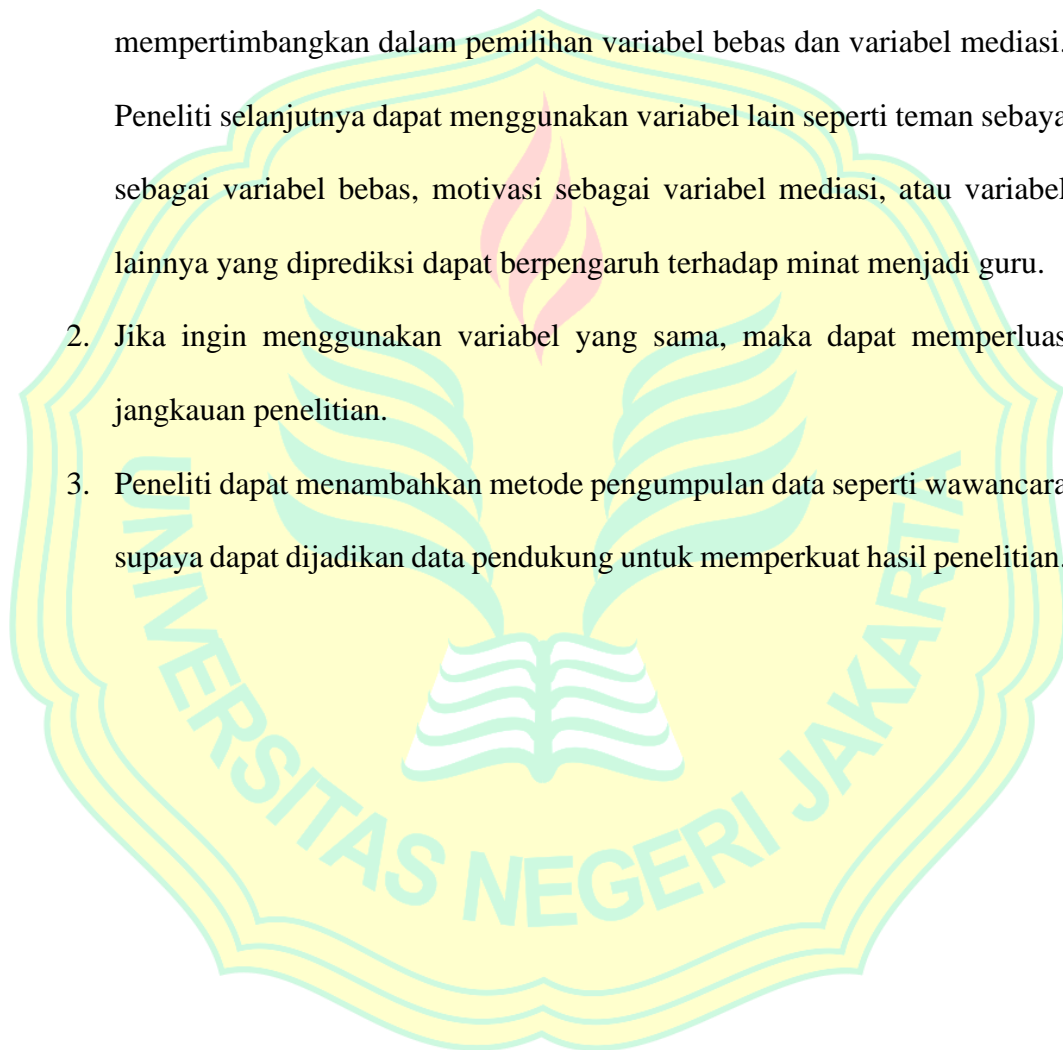 mempertimbangkan dalam pemilihan variabel bebas dan variabel mediasi.
Peneliti selanjutnya dapat menggunakan variabel lain seperti teman sebaya
sebagai variabel bebas, motivasi sebagai variabel mediasi, atau variabel
lainnya yang diprediksi dapat berpengaruh terhadap minat menjadi guru.
2. Jika ingin menggunakan variabel yang sama, maka dapat memperluas
jangkauan penelitian.
3. Peneliti dapat menambahkan metode pengumpulan data seperti wawancara
supaya dapat dijadikan data pendukung untuk memperkuat hasil penelitian.
UNIVERSITAS NEGERI JAKARTA